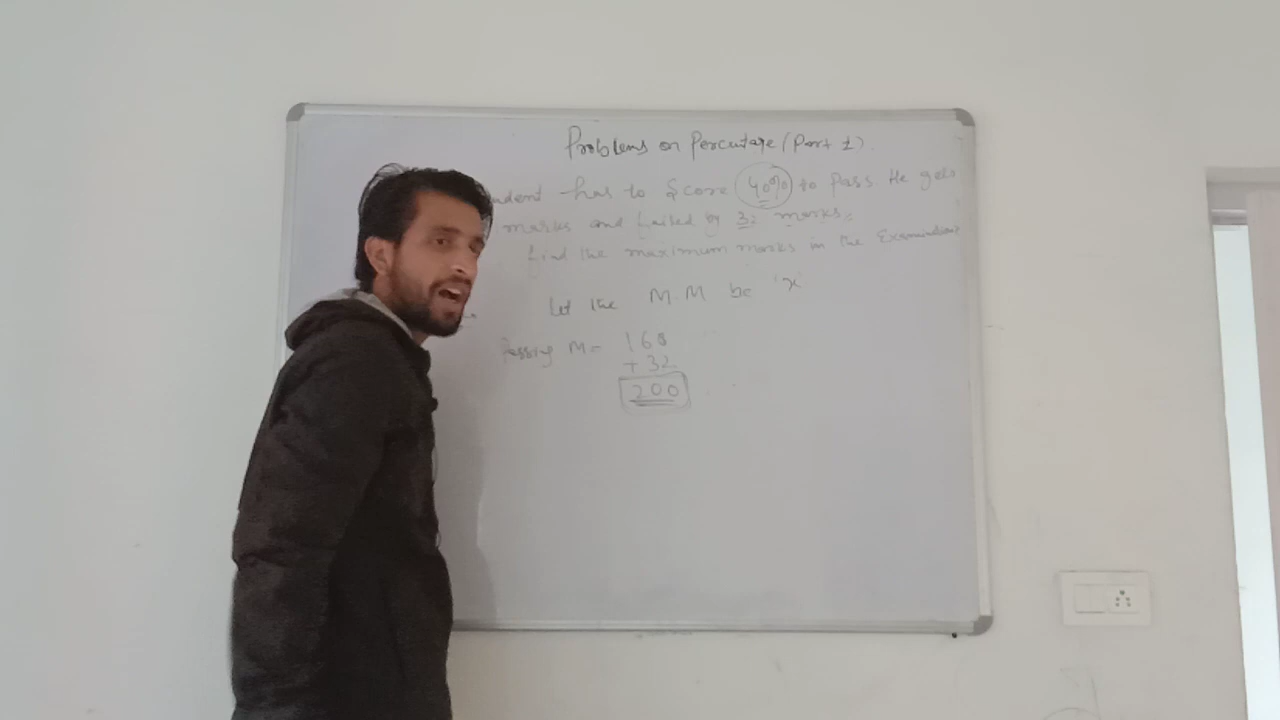 Problems on Percentage (Part 1)
udent has to Score 40% to Pass. He gets
marks and failed by 32 marks.
find the maximum marks in the Examination?
Let the M.M be 'x'
Passing M = 168
+ 32
200